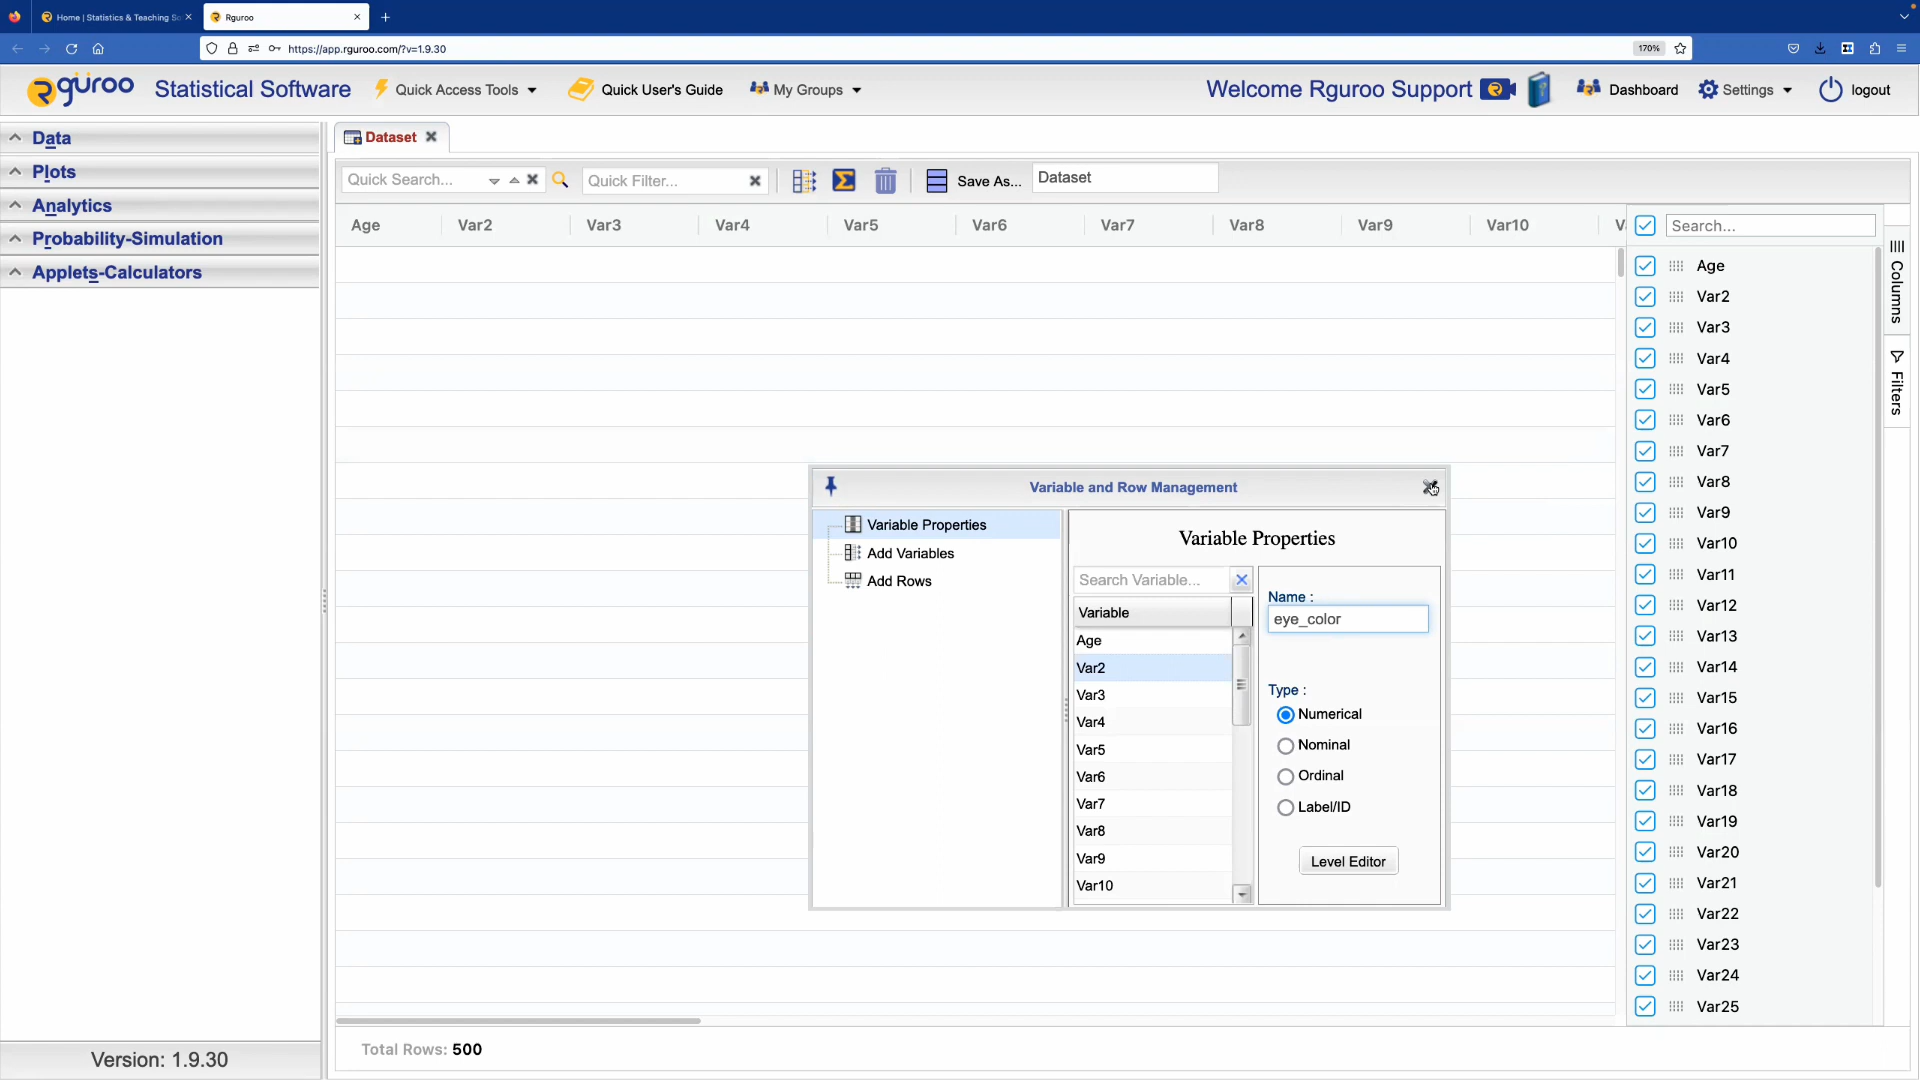 Home | Statistics & Teaching So
Rguroo
https://app.rguroo.com/?v=1.9.30
170%
rguroo Statistical Software Quick Access Tools Quick User's Guide My Groups Welcome Rguroo Support Dashboard Settings logout
Data
Plots
Analytics
Probability-Simulation
Applets-Calculators
Version: 1.9.30
Dataset
Quick Search... Quick Filter... Save As... Dataset
Age Var2 Var3 Var4 Var5 Var6 Var7 Var8 Var9 Var10 V
Variable and Row Management
Variable Properties
Add Variables
Add Rows
Variable Properties
Search Variable...
Variable
Age
Var2
Var3
Var4
Var5
Var6
Var7
Var8
Var9
Var10
Name :
eye_color
Type :
Numerical
Nominal
Ordinal
Label/ID
Level Editor
Search...
Age
Var2
Var3
Var4
Var5
Var6
Var7
Var8
Var9
Var10
Var11
Var12
Var13
Var14
Var15
Var16
Var17
Var18
Var19
Var20
Var21
Var22
Var23
Var24
Var25
Columns
Filters
Total Rows: 500